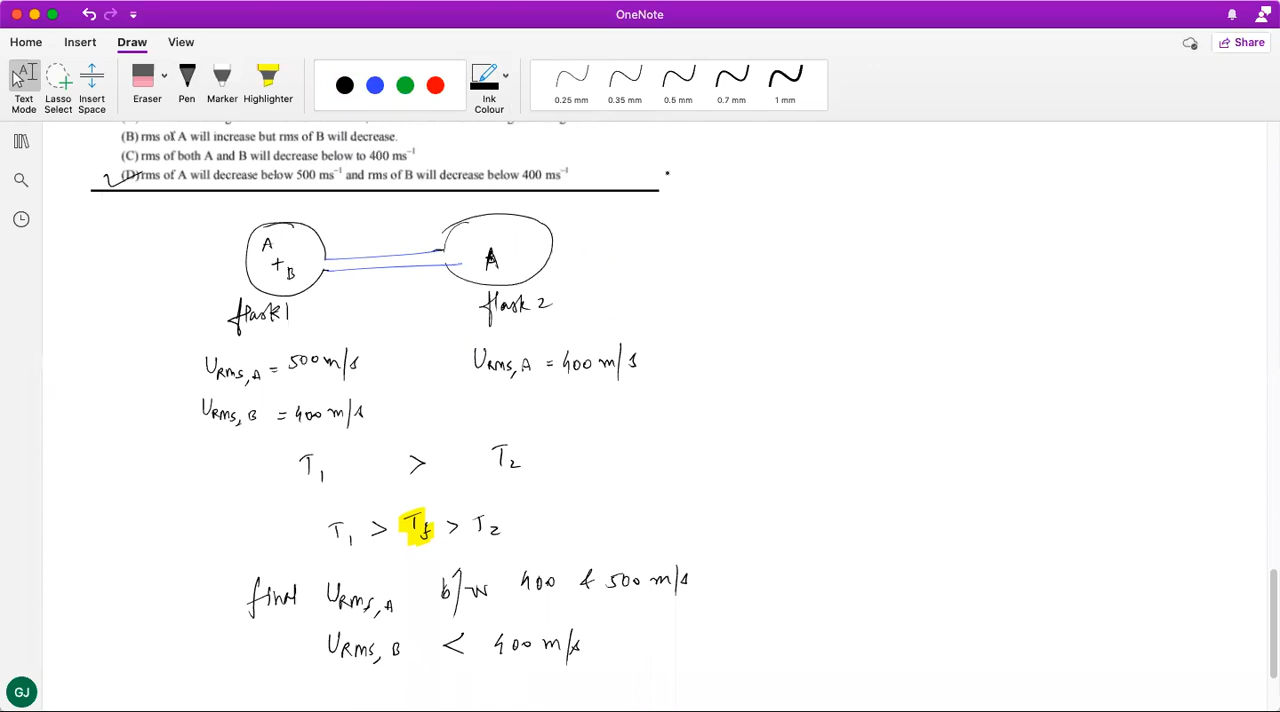 OneNote
Home Insert Draw View
Share
Text Mode
Lasso Select
Insert Space
Eraser
Pen
Marker
Highlighter
Ink Colour
0.25 mm
0.35 mm
0.5 mm
0.7 mm
1 mm
(B) rms of A will increase but rms of B will decrease.
(C) rms of both A and B will decrease below to 400 ms⁻¹
(D) rms of A will decrease below 500 ms⁻¹ and rms of B will decrease below 400 ms⁻¹
A
+ B
A
flask 1
flask 2
URMS, A = 500 m/s
URMS, A = 400 m/s
URMS, B = 400 m/s
T₁ > T₂
T₁ > Tf > T₂
final URMS, A b/w 400 & 500 m/s
URMS, B < 400 m/s
GJ